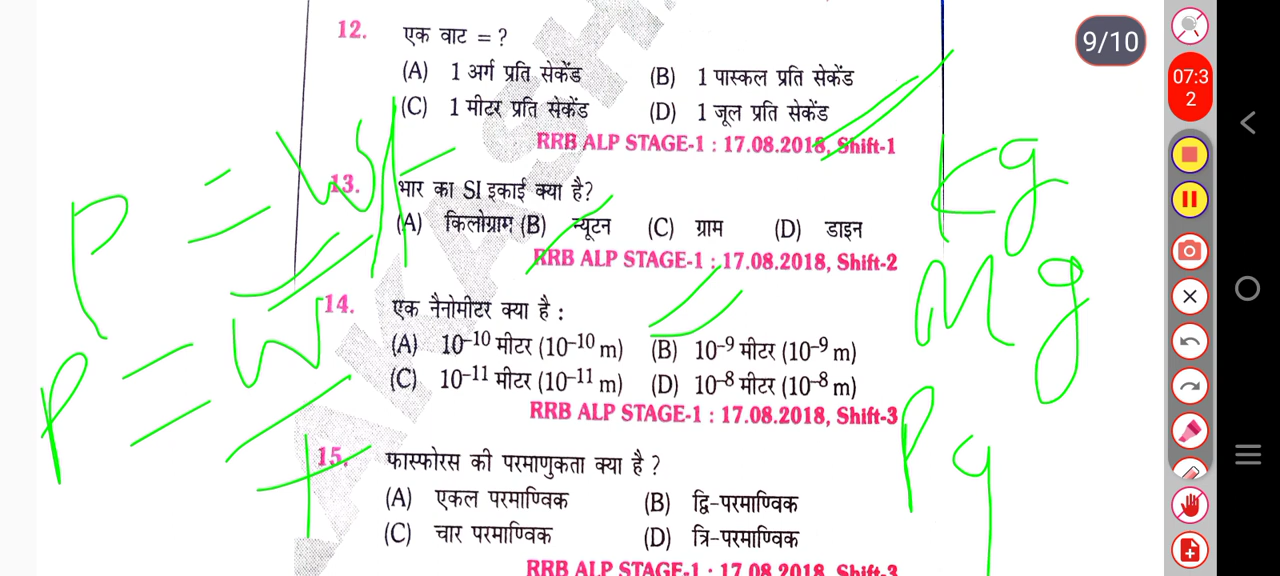 9/10
07:3
2
12. एक वाट = ?
(A) 1 अर्ग प्रति सेकेंड (B) 1 पास्कल प्रति सेकेंड
(C) 1 मीटर प्रति सेकेंड (D) 1 जूल प्रति सेकेंड
RRB ALP STAGE-1 : 17.08.2018, Shift-1
13. भार का SI इकाई क्या है?
(A) किलोग्राम (B) न्यूटन (C) ग्राम (D) डाइन
RRB ALP STAGE-1 : 17.08.2018, Shift-2
14. एक नैनोमीटर क्या है :
(A) 10⁻¹⁰ मीटर (10⁻¹⁰ m) (B) 10⁻⁹ मीटर (10⁻⁹ m)
(C) 10⁻¹¹ मीटर (10⁻¹¹ m) (D) 10⁻⁸ मीटर (10⁻⁸ m)
RRB ALP STAGE-1 : 17.08.2018, Shift-3
15. फास्फोरस की परमाणुकता क्या है ?
(A) एकल परमाण्विक (B) द्वि-परमाण्विक
(C) चार परमाण्विक (D) त्रि-परमाण्विक
RRB ALP STAGE-1 : 17.08.2018, Shift-3
P =
P = W
kg
mg